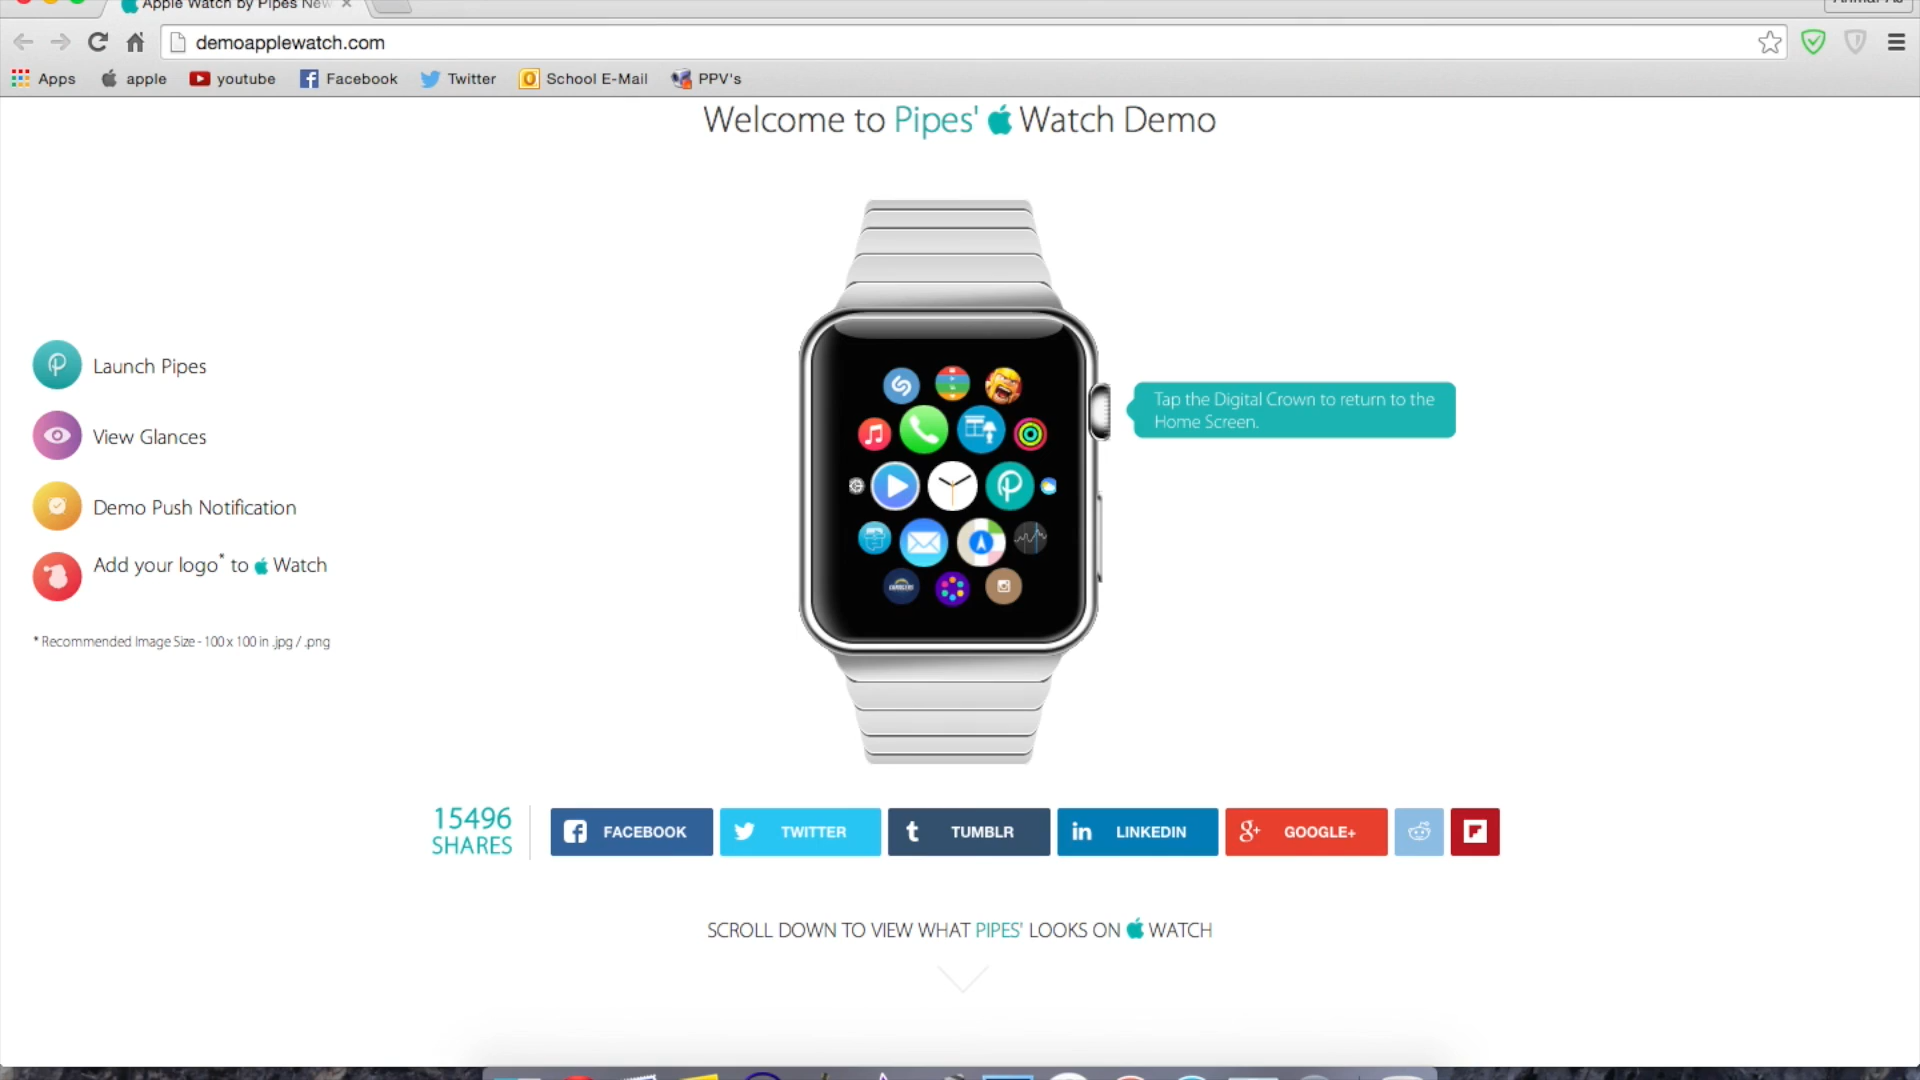 Apple Watch by Pipes New
demoapplewatch.com
Apps
apple
youtube
Facebook
Twitter
School E-Mail
PPV's
Welcome to Pipes' Watch Demo
Launch Pipes
View Glances
Demo Push Notification
Add your logo* to Watch
* Recommended Image Size - 100 x 100 in .jpg / .png
Tap the Digital Crown to return to the
Home Screen.
15496
SHARES
FACEBOOK
TWITTER
TUMBLR
LINKEDIN
GOOGLE+
SCROLL DOWN TO VIEW WHAT PIPES' LOOKS ON WATCH